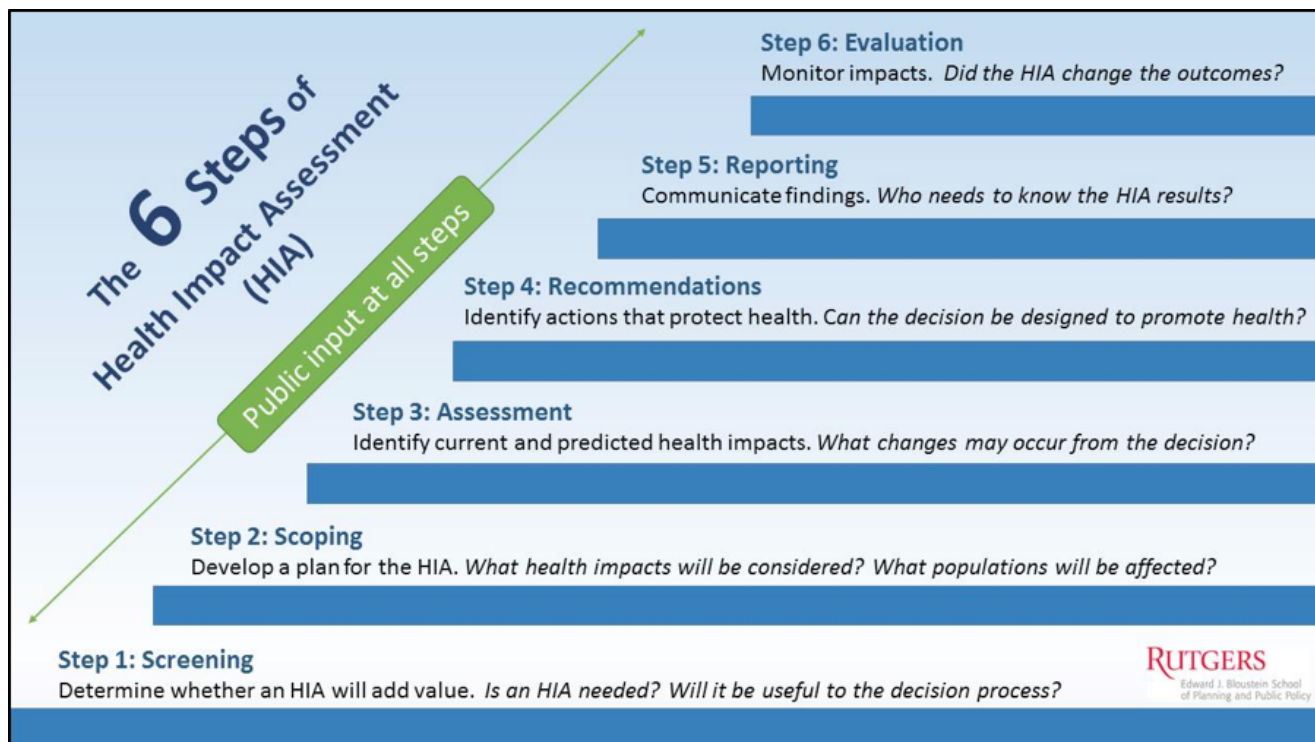 The 6 Steps of
Health Impact Assessment
(HIA)
Public input at all steps
Step 6: Evaluation
Monitor impacts. Did the HIA change the outcomes?
Step 5: Reporting
Communicate findings. Who needs to know the HIA results?
Step 4: Recommendations
Identify actions that protect health. Can the decision be designed to promote health?
Step 3: Assessment
Identify current and predicted health impacts. What changes may occur from the decision?
Step 2: Scoping
Develop a plan for the HIA. What health impacts will be considered? What populations will be affected?
Step 1: Screening
Determine whether an HIA will add value. Is an HIA needed? Will it be useful to the decision process?
RUTGERS
Edward J. Bloustein School
of Planning and Public Policy